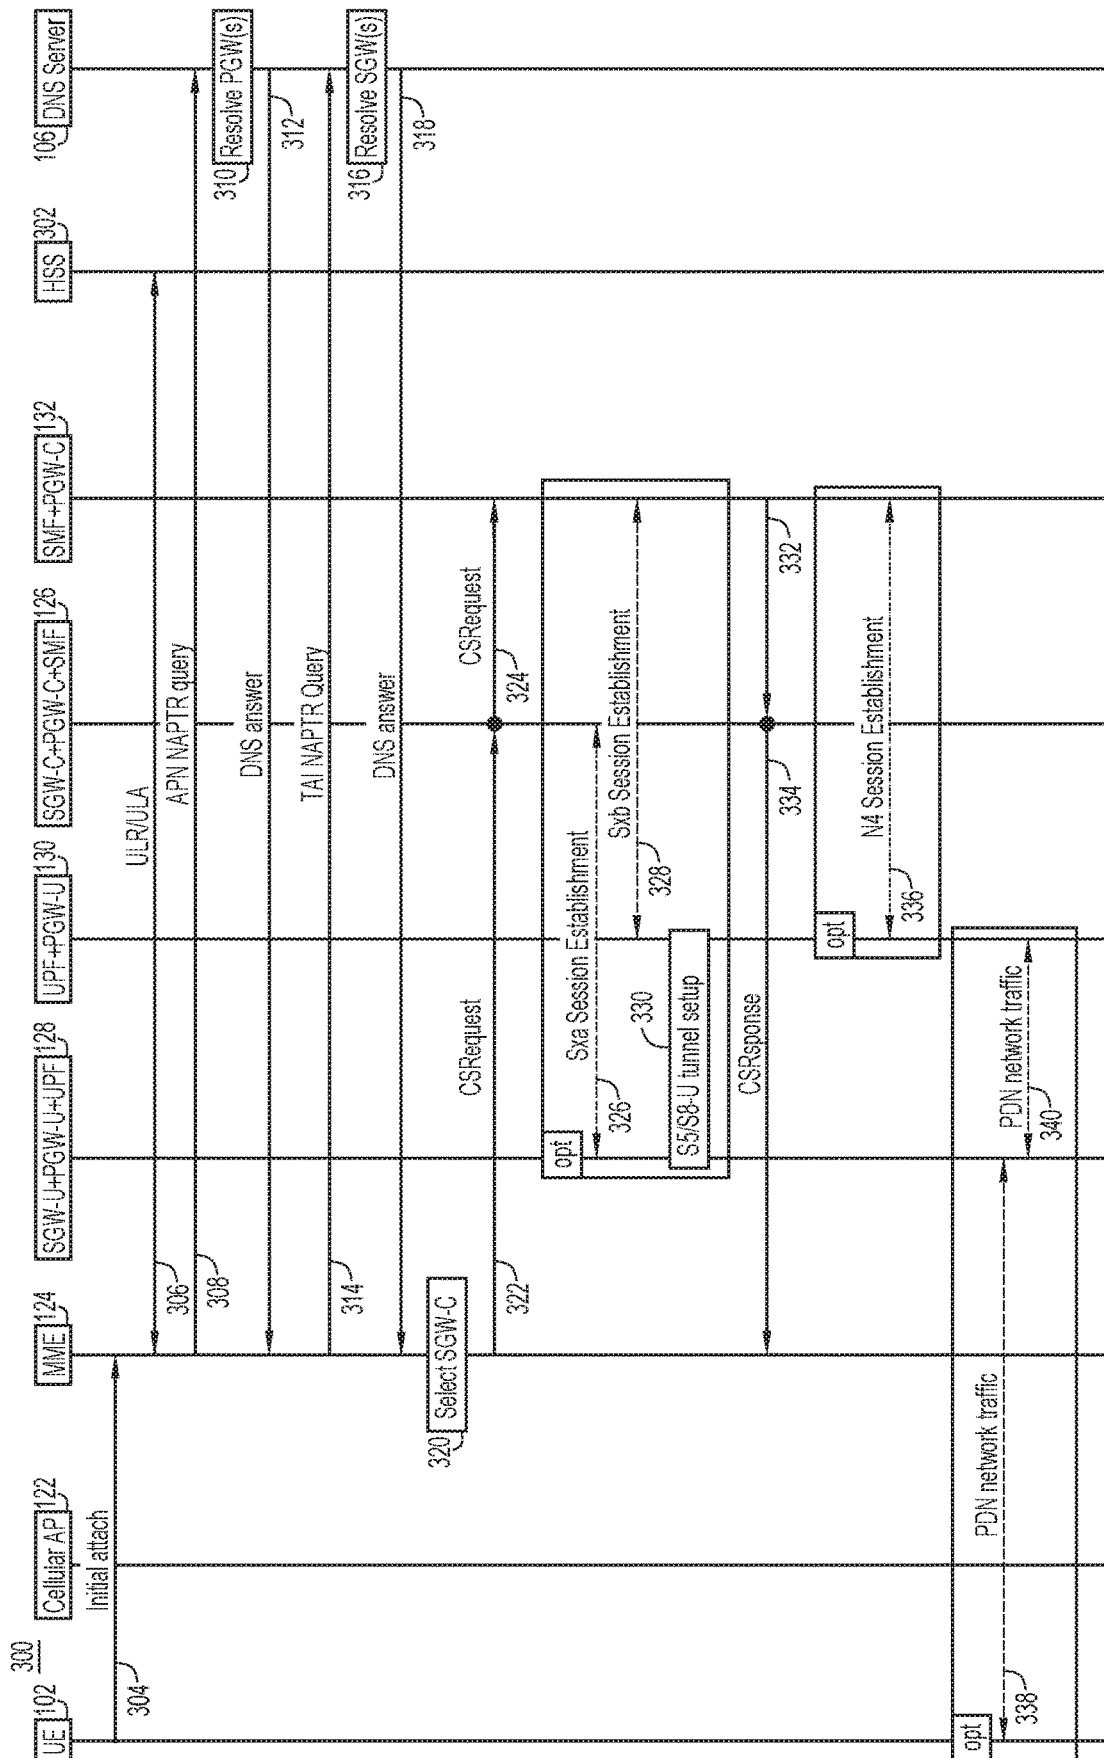 300
UE 102
Cellular AP 122
MME 124
SGW-U+PGW-U+UPF 128
UPF+PGW-U 130
SGW-C+PGW-C+SMF 126
SMF+PGW-C 132
HSS 302
106 DNS Server
Initial attach
304
ULR/ULA
306
APN NAPTR query
308
310 Resolve PGW(s)
DNS answer
312
TAI NAPTR Query
314
316 Resolve SGW(s)
DNS answer
318
320 Select SGW-C
CSRequest
322
CSRequest
324
opt
Sxa Session Establishment
326
Sxb Session Establishment
328
330
S5/S8-U tunnel setup
CSRsponse
334
332
opt
N4 Session Establishment
336
opt
PDN network traffic
338
PDN network traffic
340